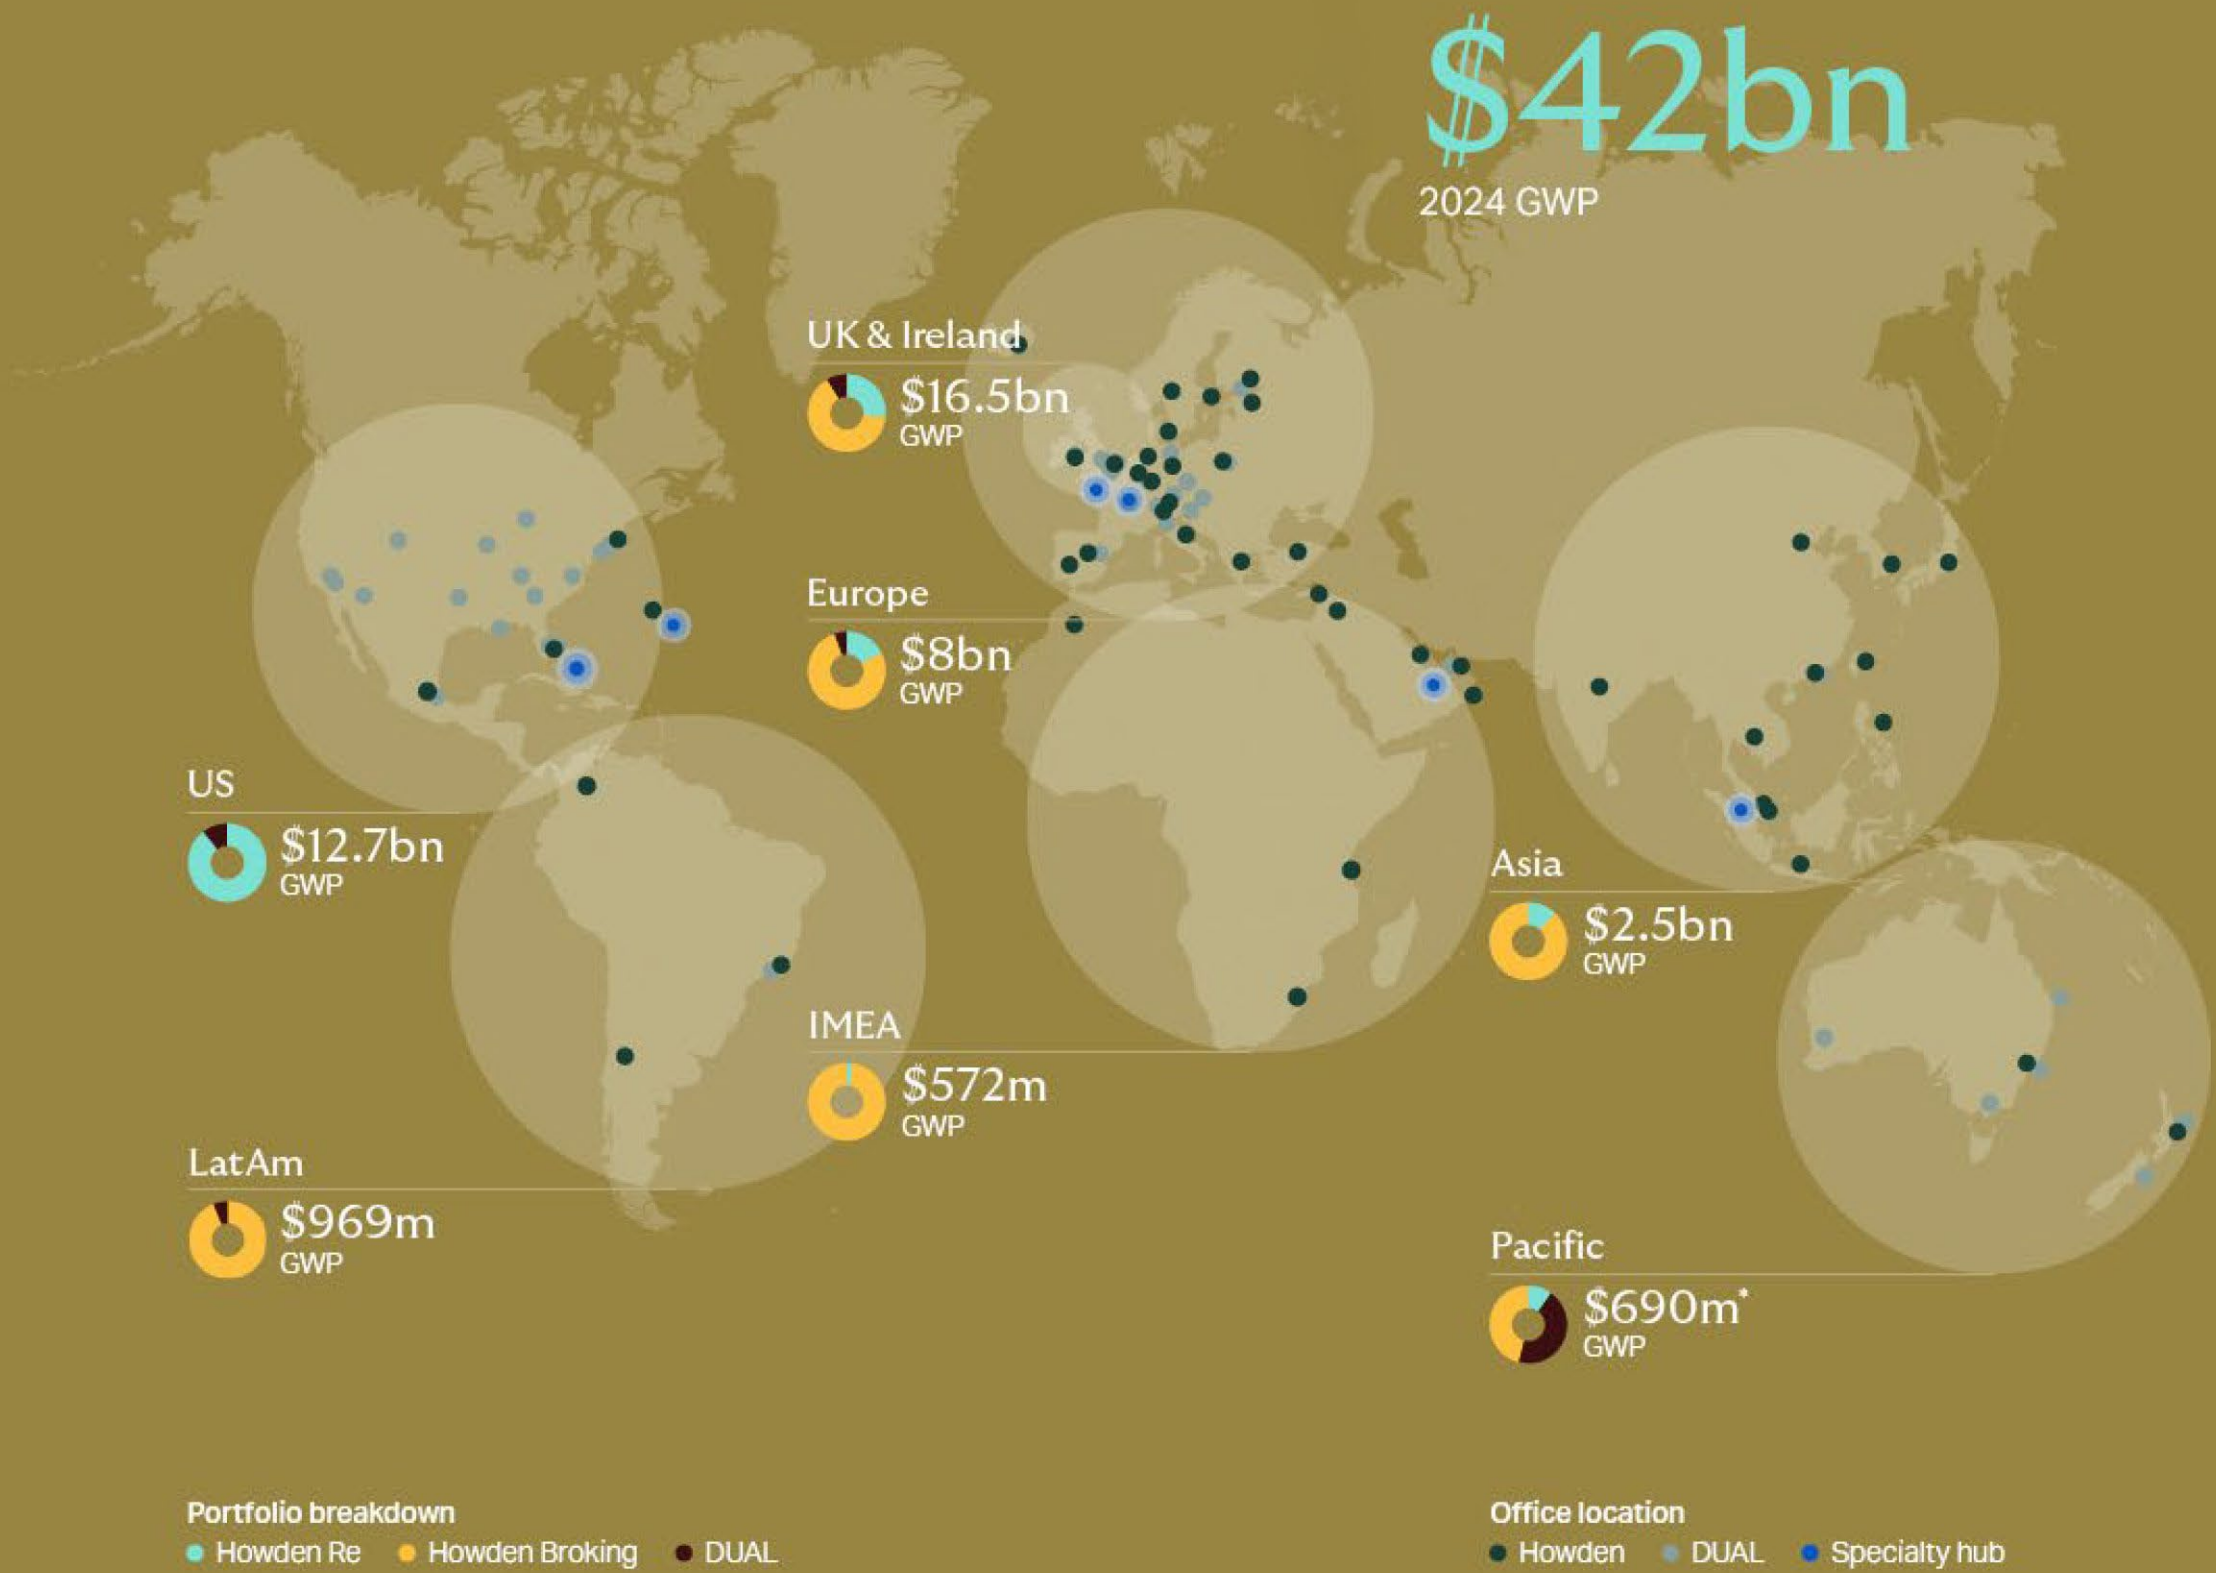 $42bn
2024 GWP
UK & Ireland
$16.5bn
GWP
Europe
$8bn
GWP
US
$12.7bn
GWP
Asia
$2.5bn
GWP
IMEA
$572m
GWP
LatAm
$969m
GWP
Pacific
$690m*
GWP
Portfolio breakdown
Howden Re Howden Broking DUAL
Office location
Howden DUAL Specialty hub